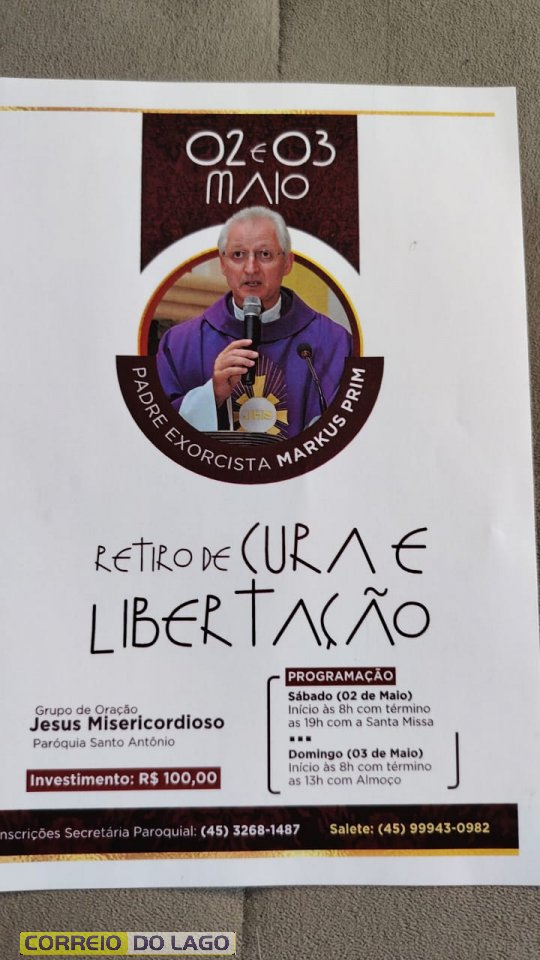 02 E 03
MAIO
JHS
PADRE EXORCISTA MARKUS PRIM
RETIRO DE CURA E
LIBERTAÇÃO
Grupo de Oração
Jesus Misericordioso
Paróquia Santo Antônio
Investimento: R$ 100,00
PROGRAMAÇÃO
Sábado (02 de Maio)
Início às 8h com término
as 19h com a Santa Missa
Domingo (03 de Maio)
Início às 8h com término
as 13h com Almoço
nscrições Secretária Paroquial: (45) 3268-1487 Salete: (45) 99943-0982
CORREIO DO LAGO